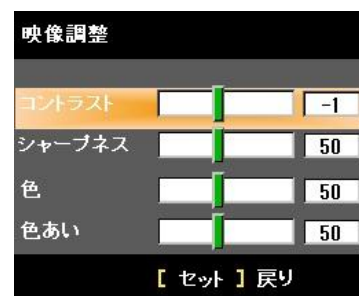 映像調整
コントラスト -1
シャープネス 50
色 50
色あい 50
[ セット ] 戻り